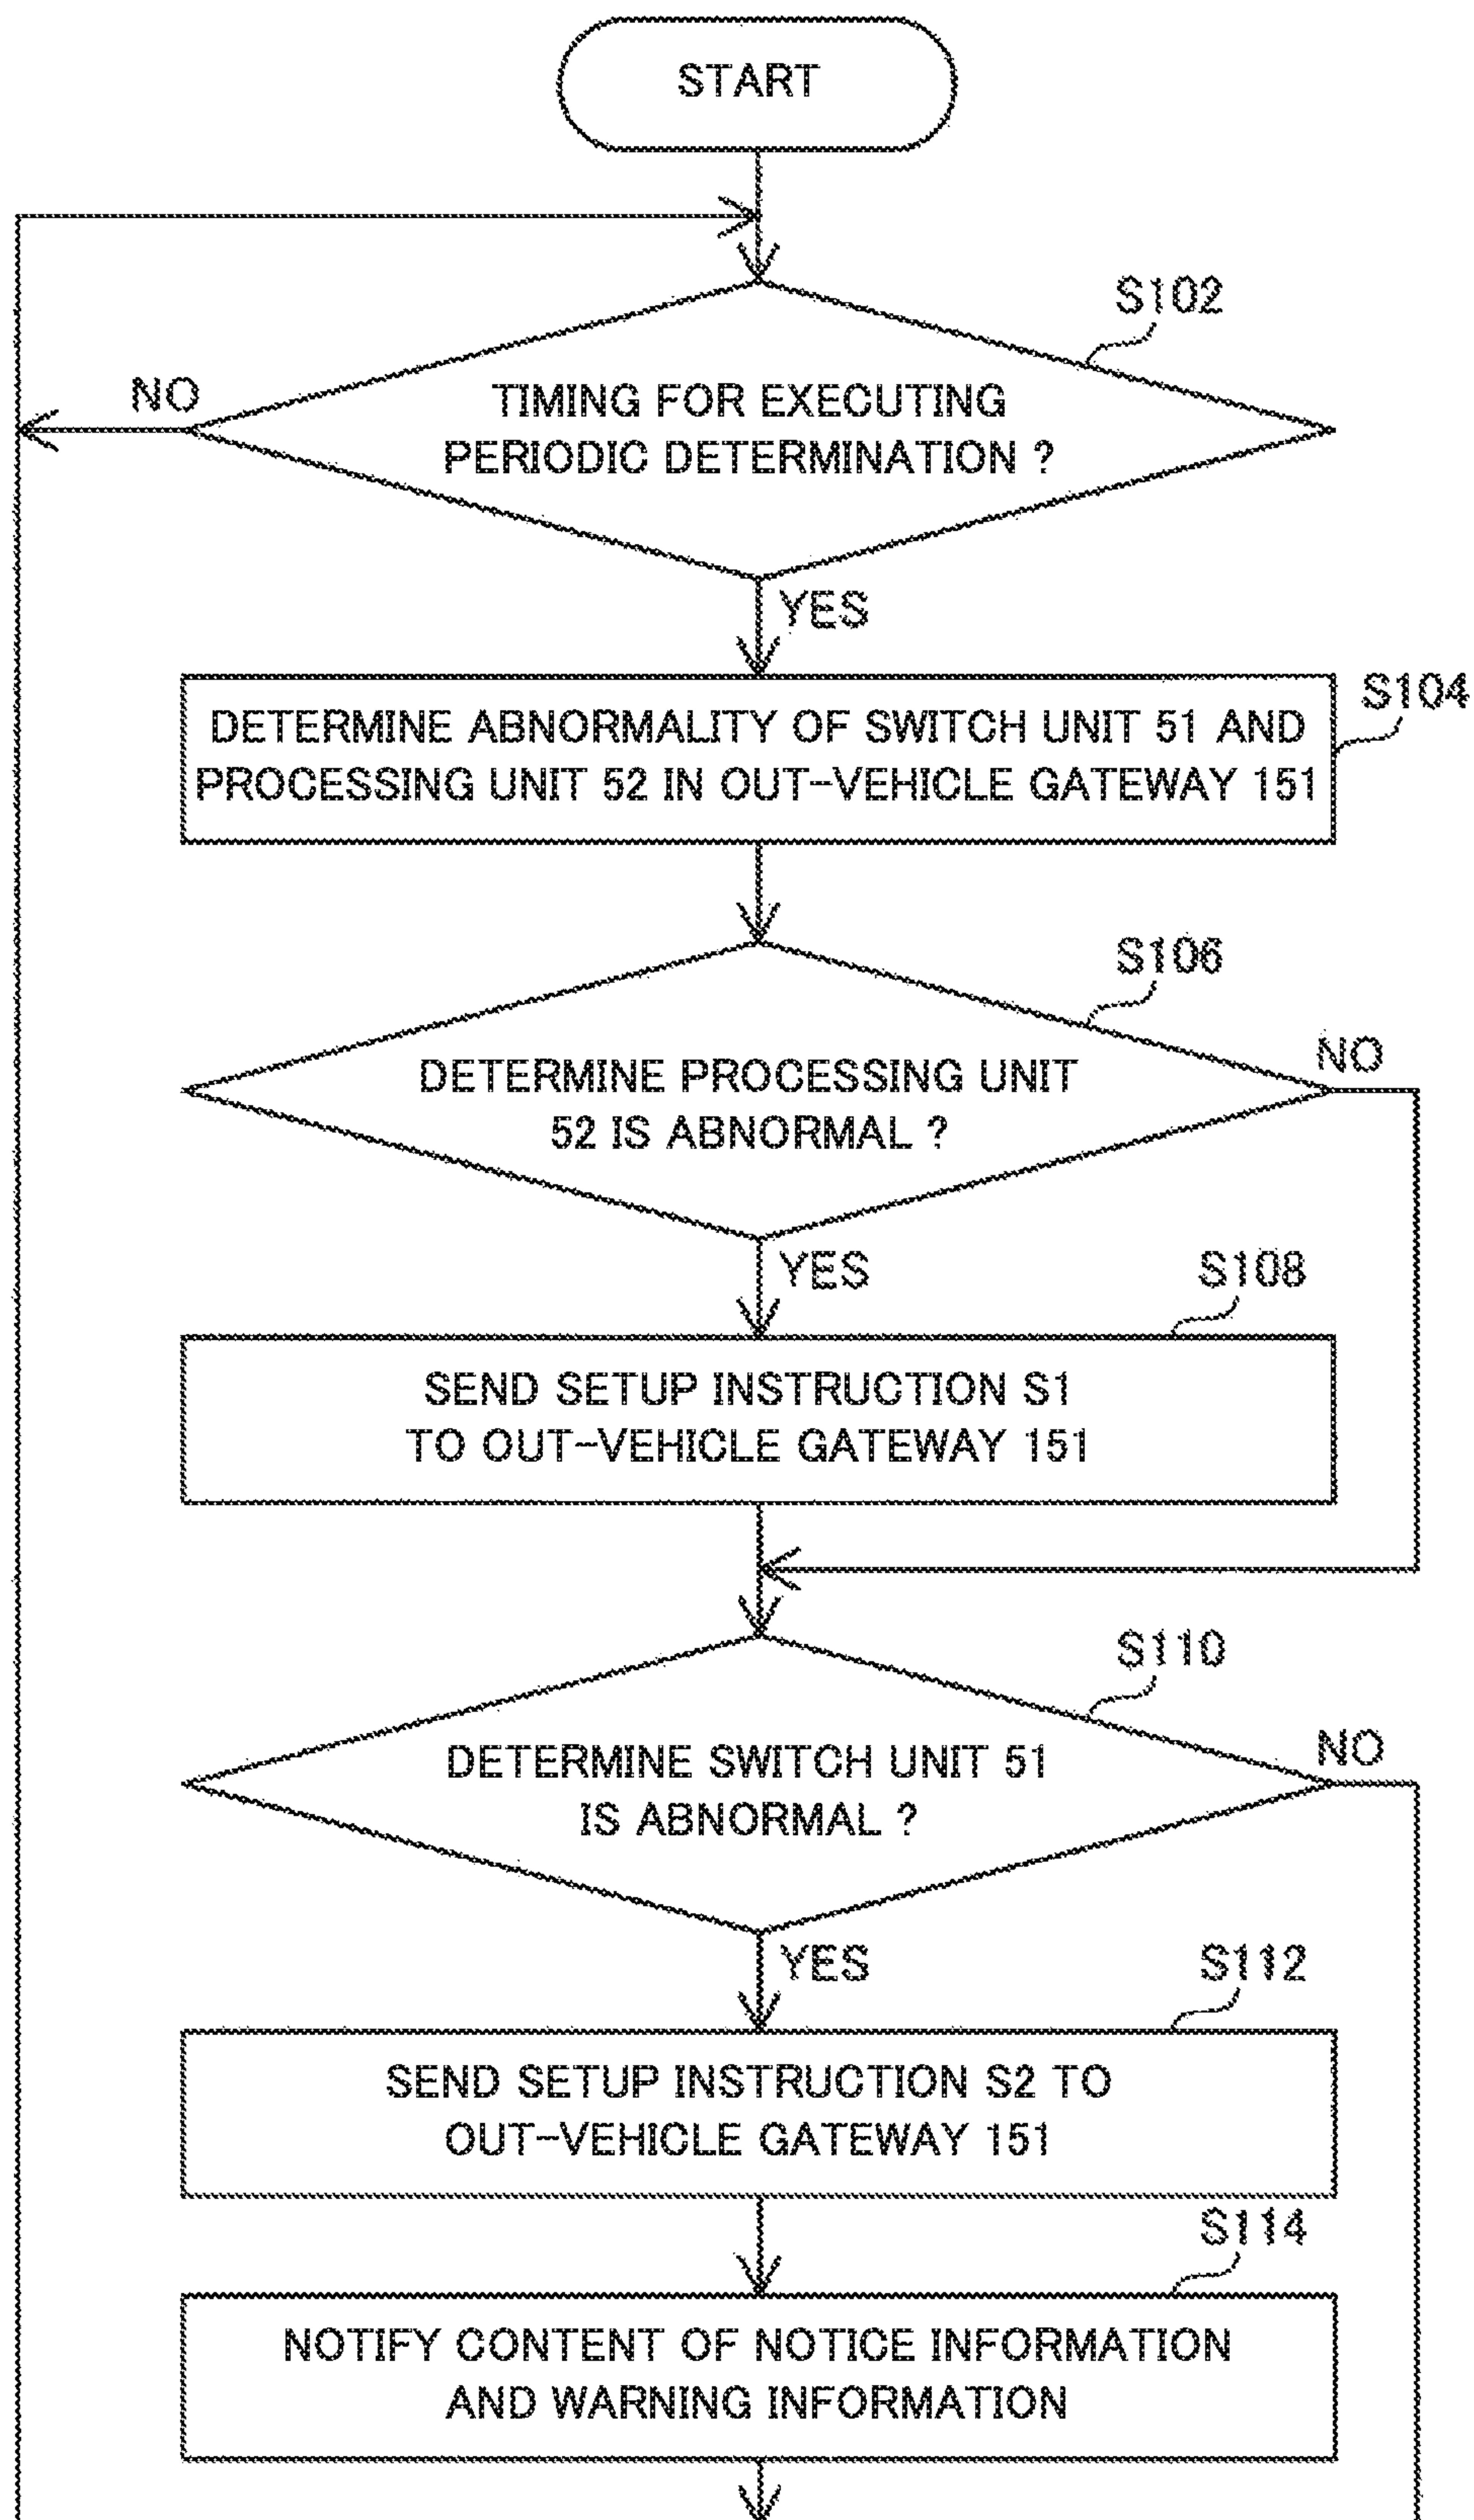 START
S102
NO
TIMING FOR EXECUTING
PERIODIC DETERMINATION ?
YES
S104
DETERMINE ABNORMALITY OF SWITCH UNIT 51 AND
PROCESSING UNIT 52 IN OUT-VEHICLE GATEWAY 151
S106
NO
DETERMINE PROCESSING UNIT
52 IS ABNORMAL ?
YES
S108
SEND SETUP INSTRUCTION S1
TO OUT-VEHICLE GATEWAY 151
S110
NO
DETERMINE SWITCH UNIT 51
IS ABNORMAL ?
YES
S112
SEND SETUP INSTRUCTION S2 TO
OUT-VEHICLE GATEWAY 151
S114
NOTIFY CONTENT OF NOTICE INFORMATION
AND WARNING INFORMATION